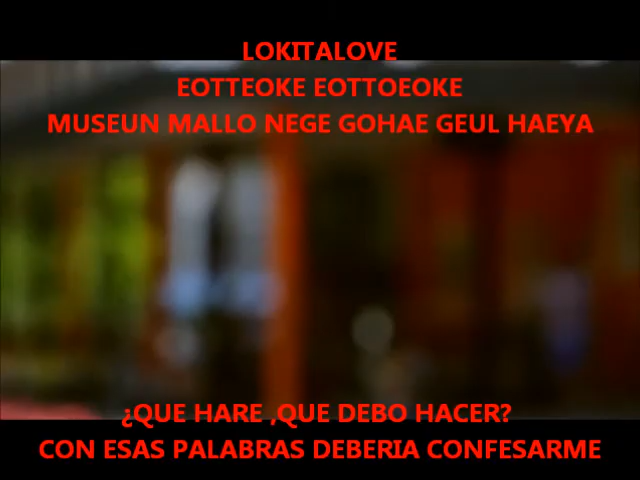 LOKITALOVE
EOTTEOKE EOTTOEOKE
MUSEUN MALLO NEGE GOHAE GEUL HAEYA
¿QUE HARE ,QUE DEBO HACER?
CON ESAS PALABRAS DEBERIA CONFESARME